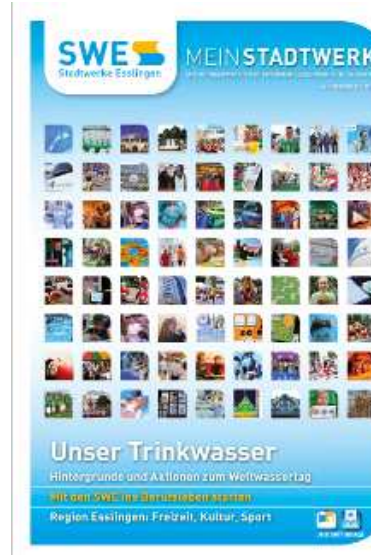 SWE
Stadtwerke Esslingen
MEINSTADTWERK
Unser Trinkwasser
Hintergründe und Aktionen zum Weltwassertag
Mit den SWE ins Berufsleben starten
Region Esslingen: Freizeit, Kultur, Sport